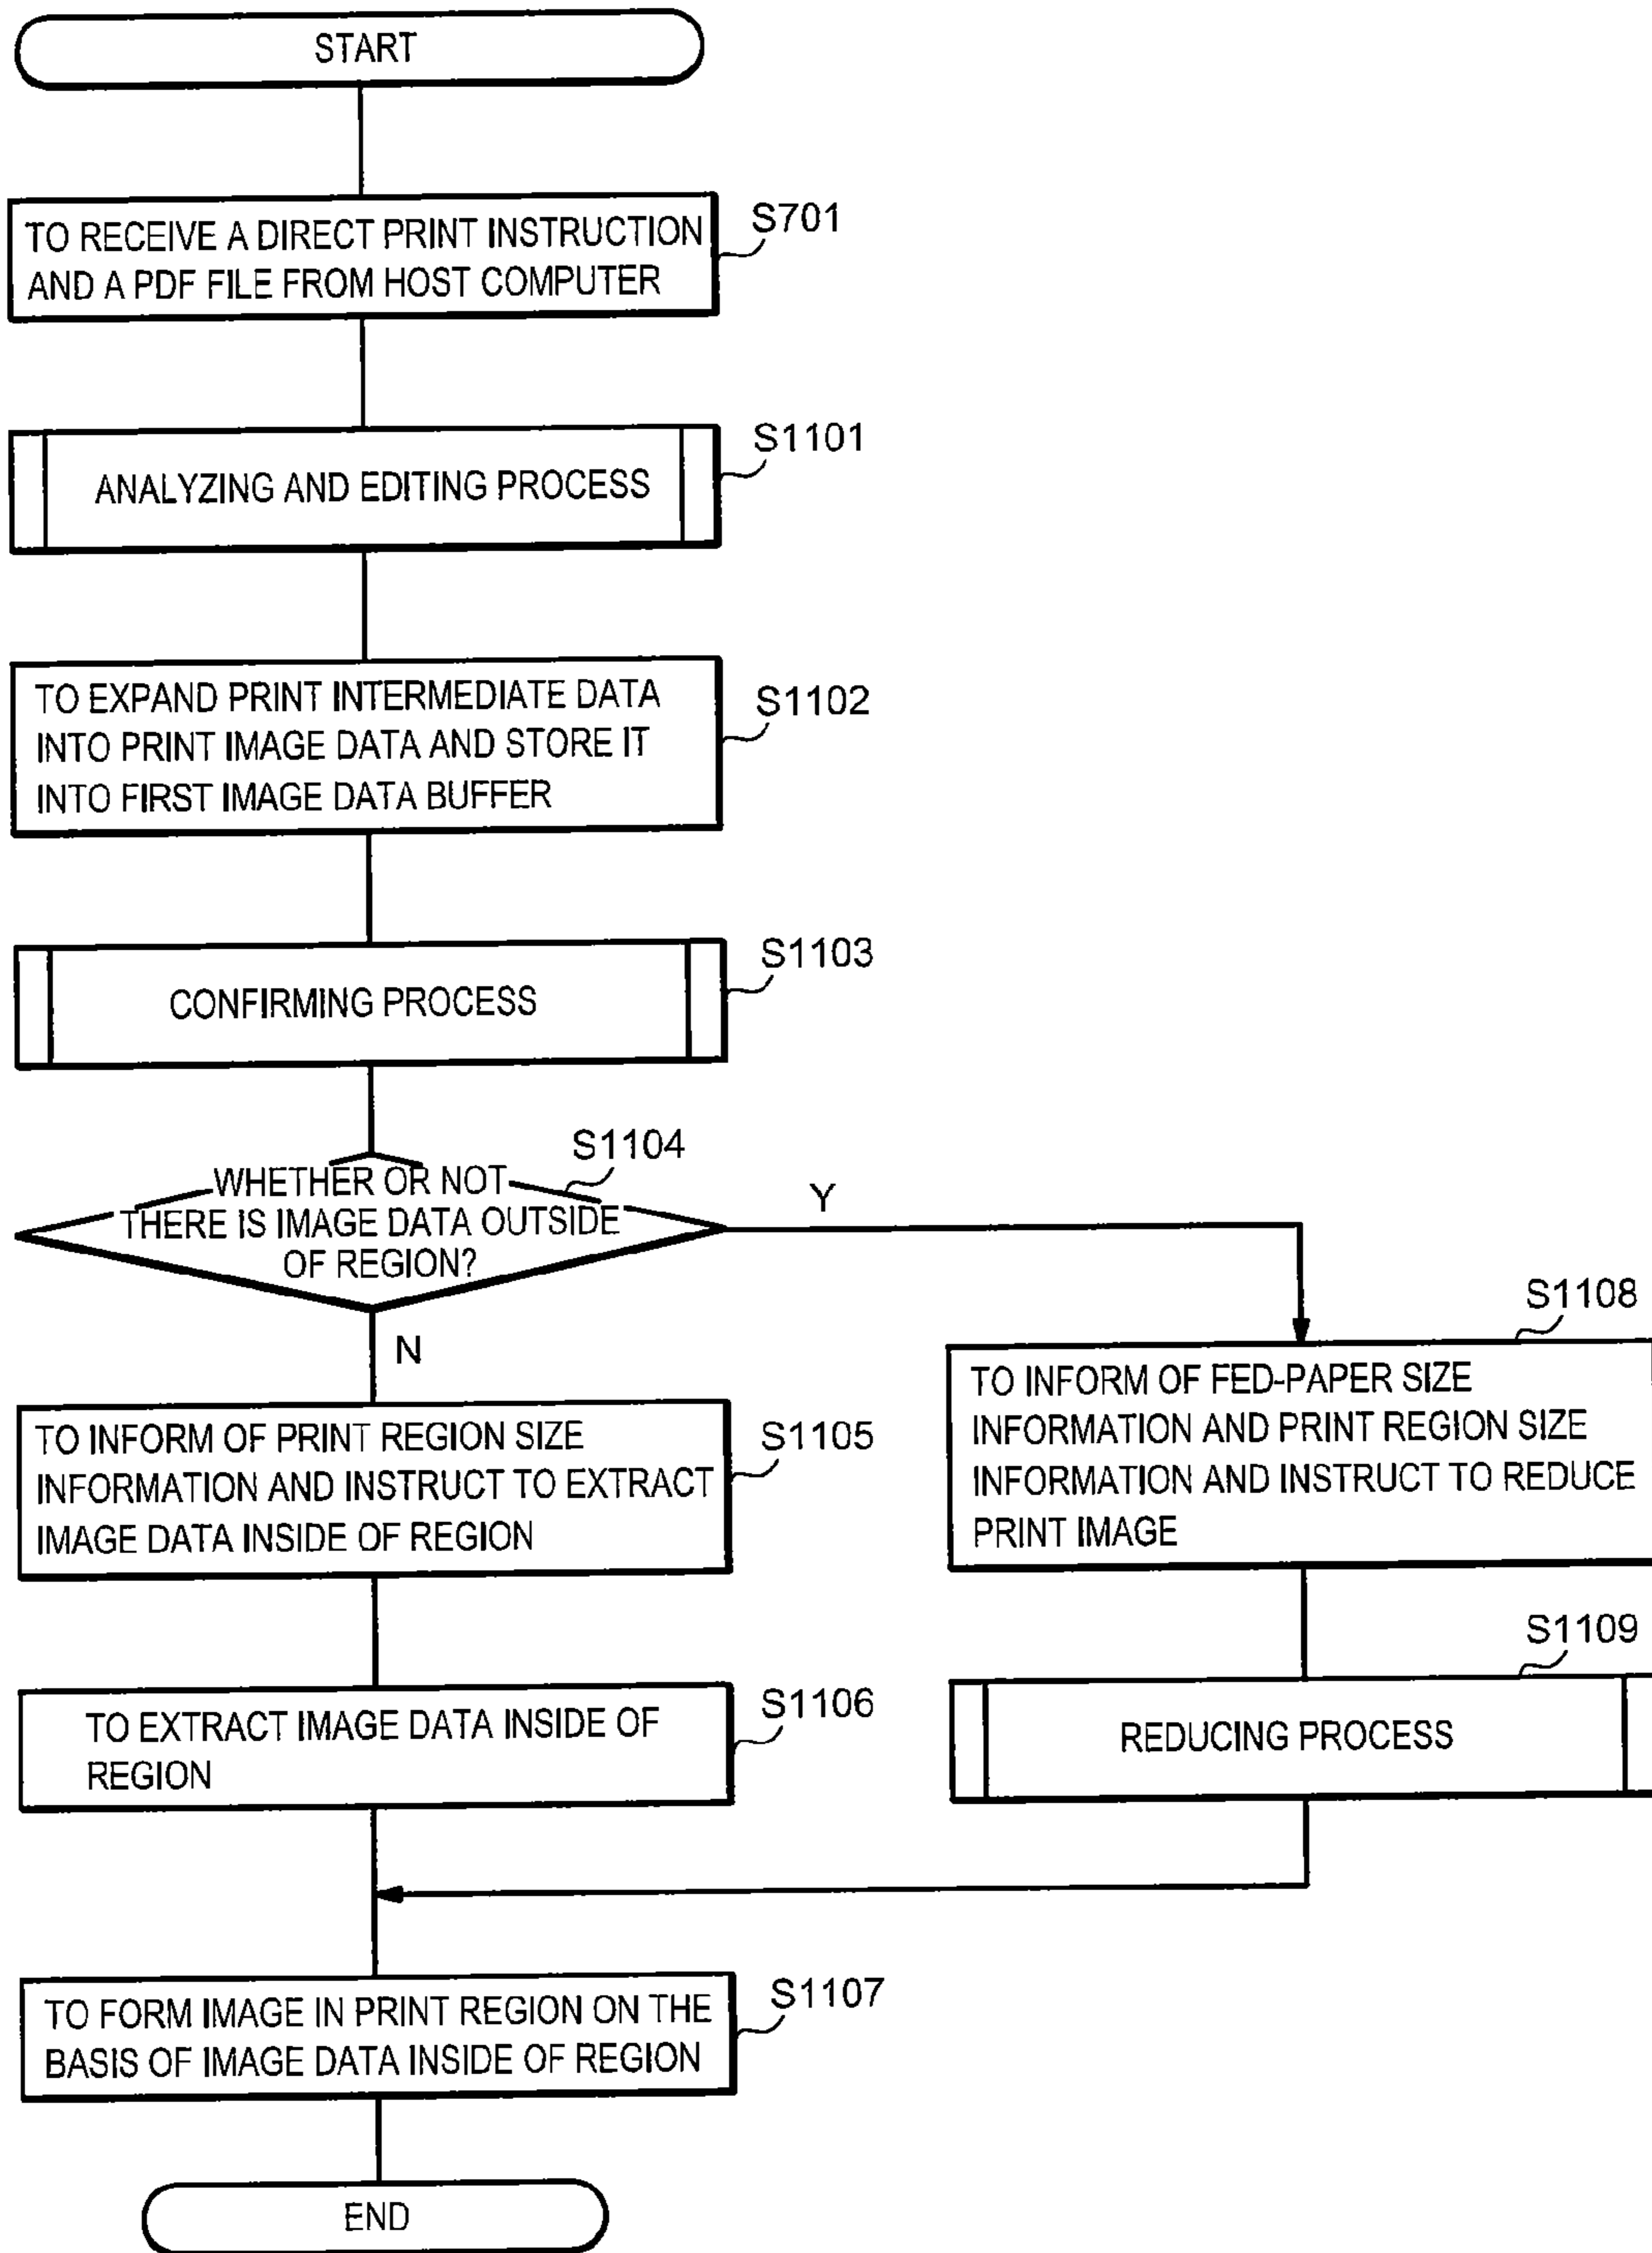 START
TO RECEIVE A DIRECT PRINT INSTRUCTION
AND A PDF FILE FROM HOST COMPUTER
S701
ANALYZING AND EDITING PROCESS
S1101
TO EXPAND PRINT INTERMEDIATE DATA
INTO PRINT IMAGE DATA AND STORE IT
INTO FIRST IMAGE DATA BUFFER
S1102
CONFIRMING PROCESS
S1103
WHETHER OR NOT
THERE IS IMAGE DATA OUTSIDE
OF REGION?
S1104
Y
N
TO INFORM OF PRINT REGION SIZE
INFORMATION AND INSTRUCT TO EXTRACT
IMAGE DATA INSIDE OF REGION
S1105
TO INFORM OF FED-PAPER SIZE
INFORMATION AND PRINT REGION SIZE
INFORMATION AND INSTRUCT TO REDUCE
PRINT IMAGE
S1108
TO EXTRACT IMAGE DATA INSIDE OF
REGION
S1106
REDUCING PROCESS
S1109
TO FORM IMAGE IN PRINT REGION ON THE
BASIS OF IMAGE DATA INSIDE OF REGION
S1107
END